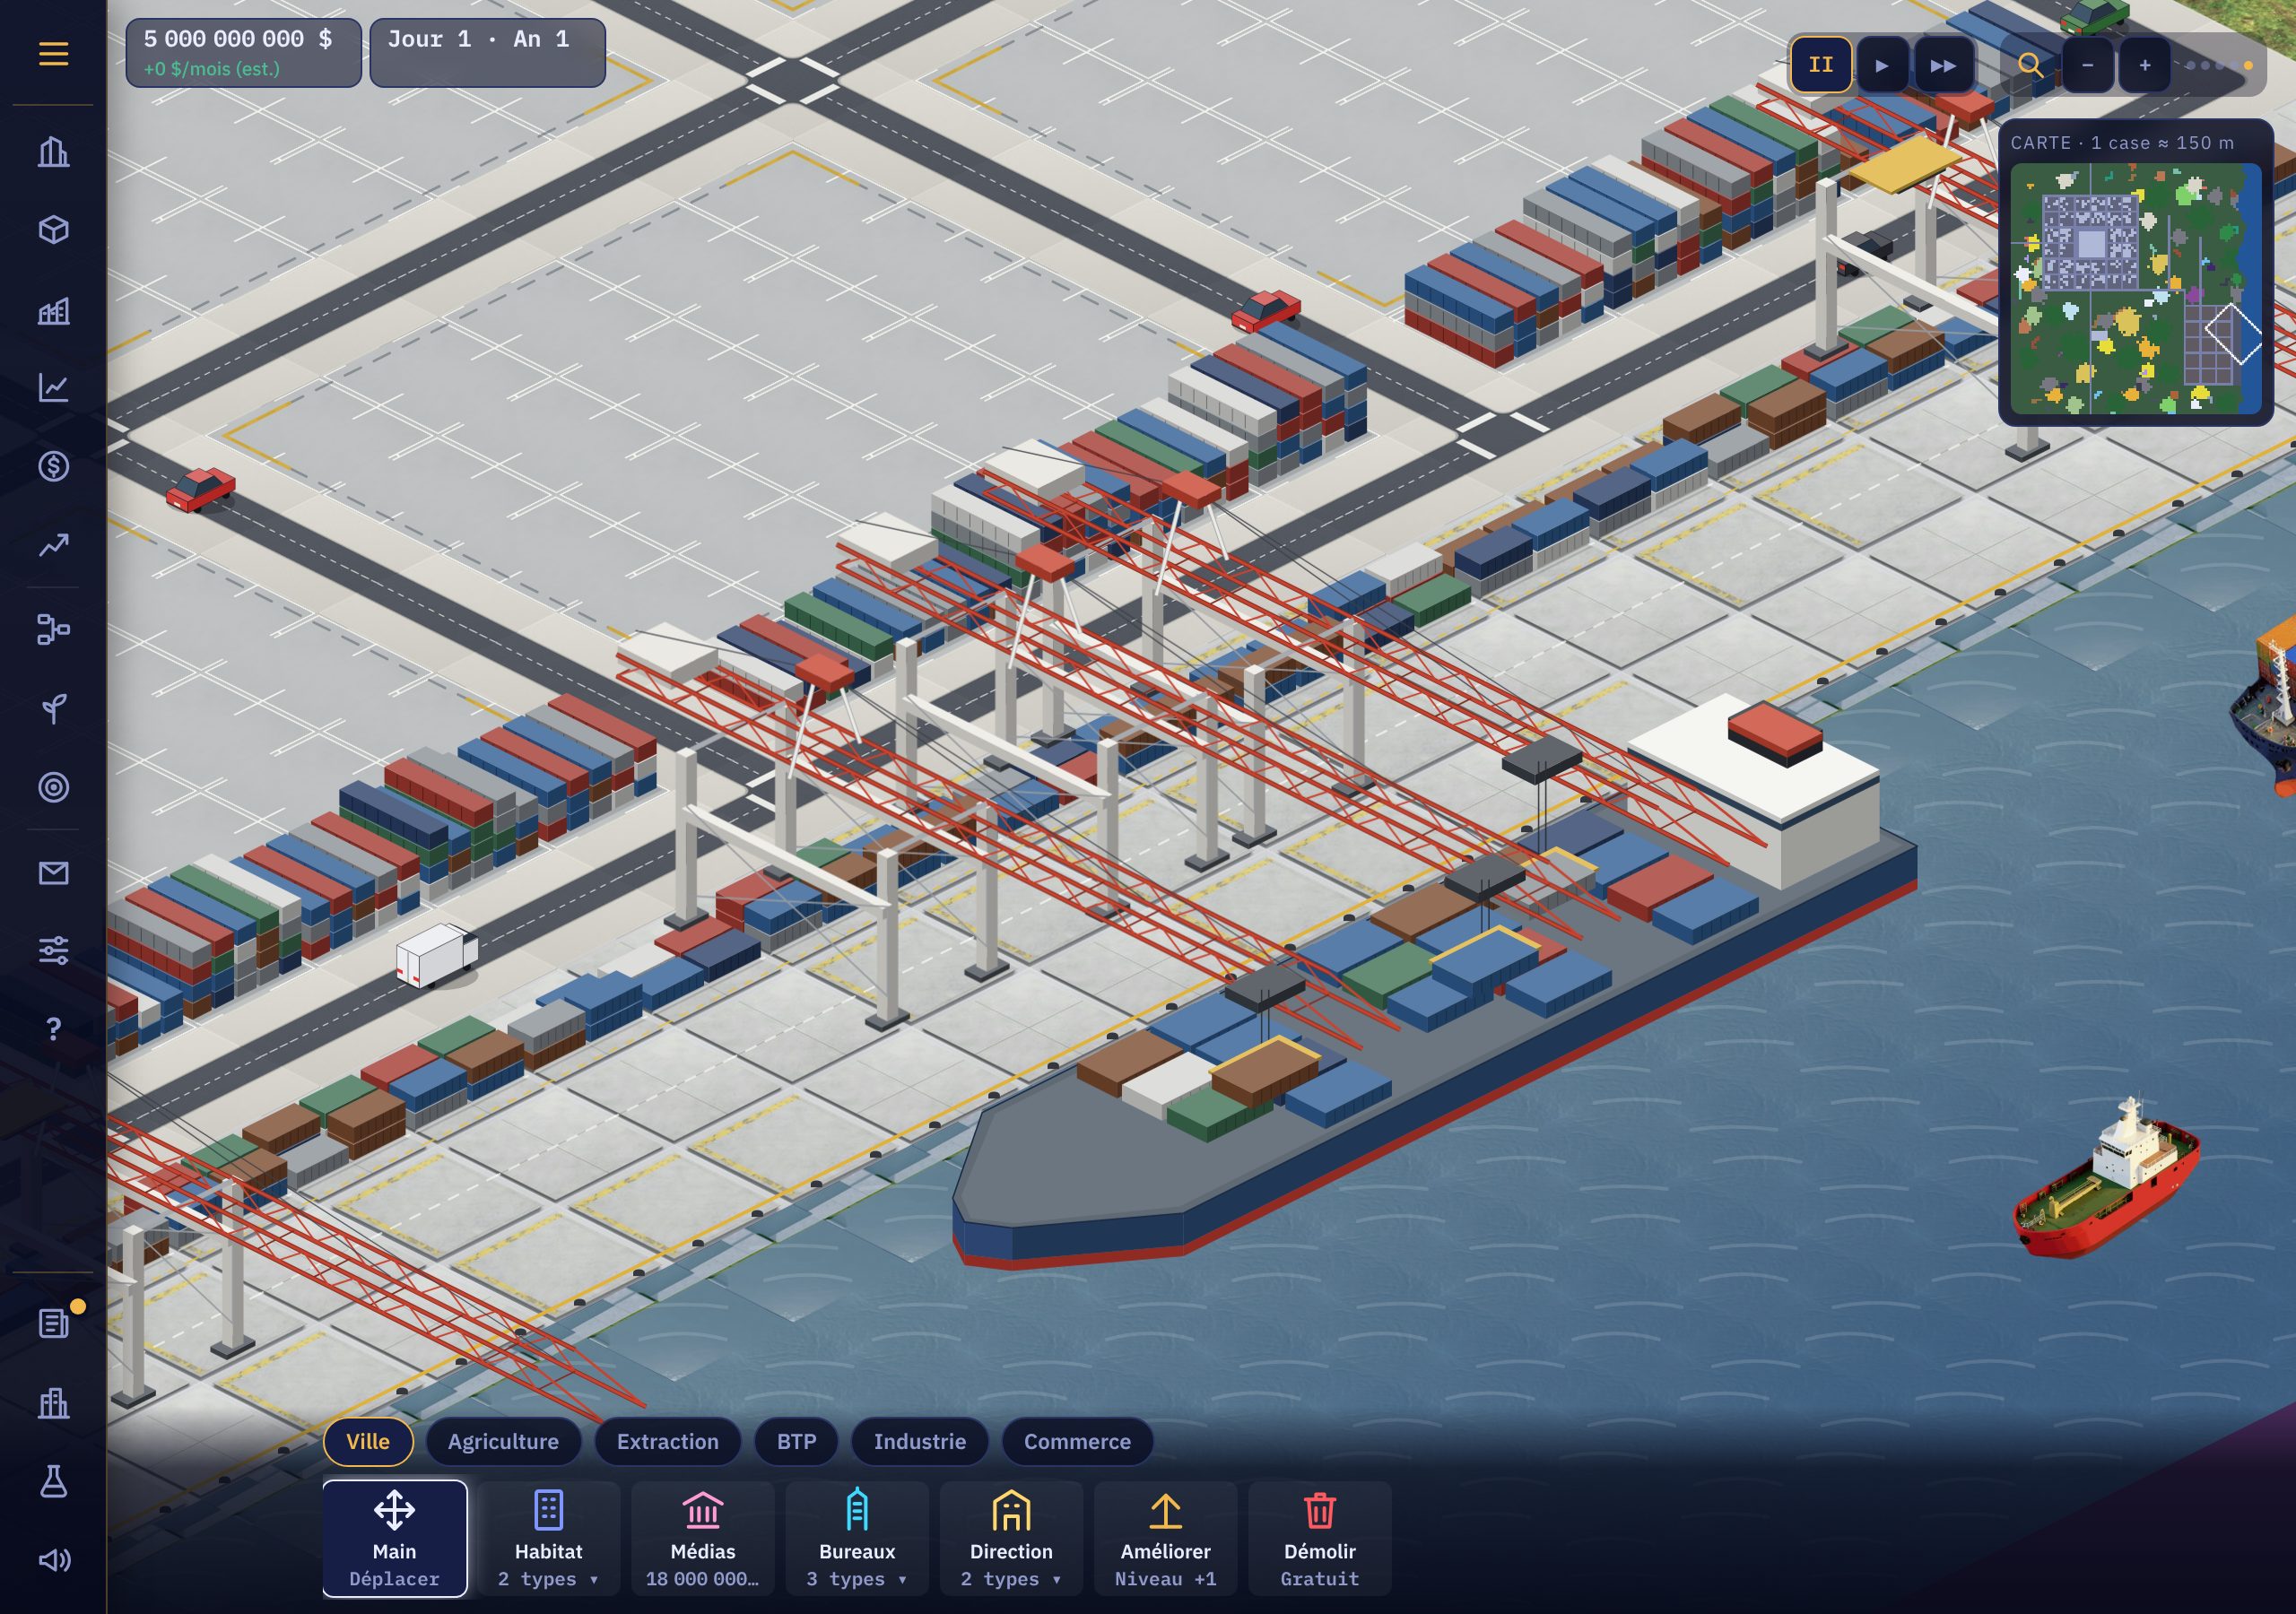 5 000 000 000 $
+0 $/mois (est.)
Jour 1 · An 1
CARTE · 1 case ≈ 150 m
Ville
Agriculture
Extraction
BTP
Industrie
Commerce
Main
Déplacer
Habitat
2 types ▾
Médias
18 000 000…
Bureaux
3 types ▾
Direction
2 types ▾
Améliorer
Niveau +1
Démolir
Gratuit